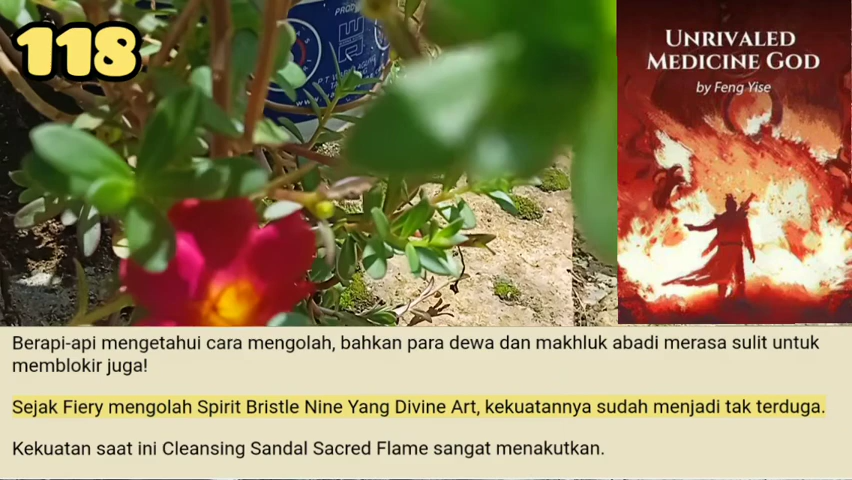 118
UNRIVALED
MEDICINE GOD
by Feng Yise
Berapi-api mengetahui cara mengolah, bahkan para dewa dan makhluk abadi merasa sulit untuk
memblokir juga!
Sejak Fiery mengolah Spirit Bristle Nine Yang Divine Art, kekuatannya sudah menjadi tak terduga.
Kekuatan saat ini Cleansing Sandal Sacred Flame sangat menakutkan.